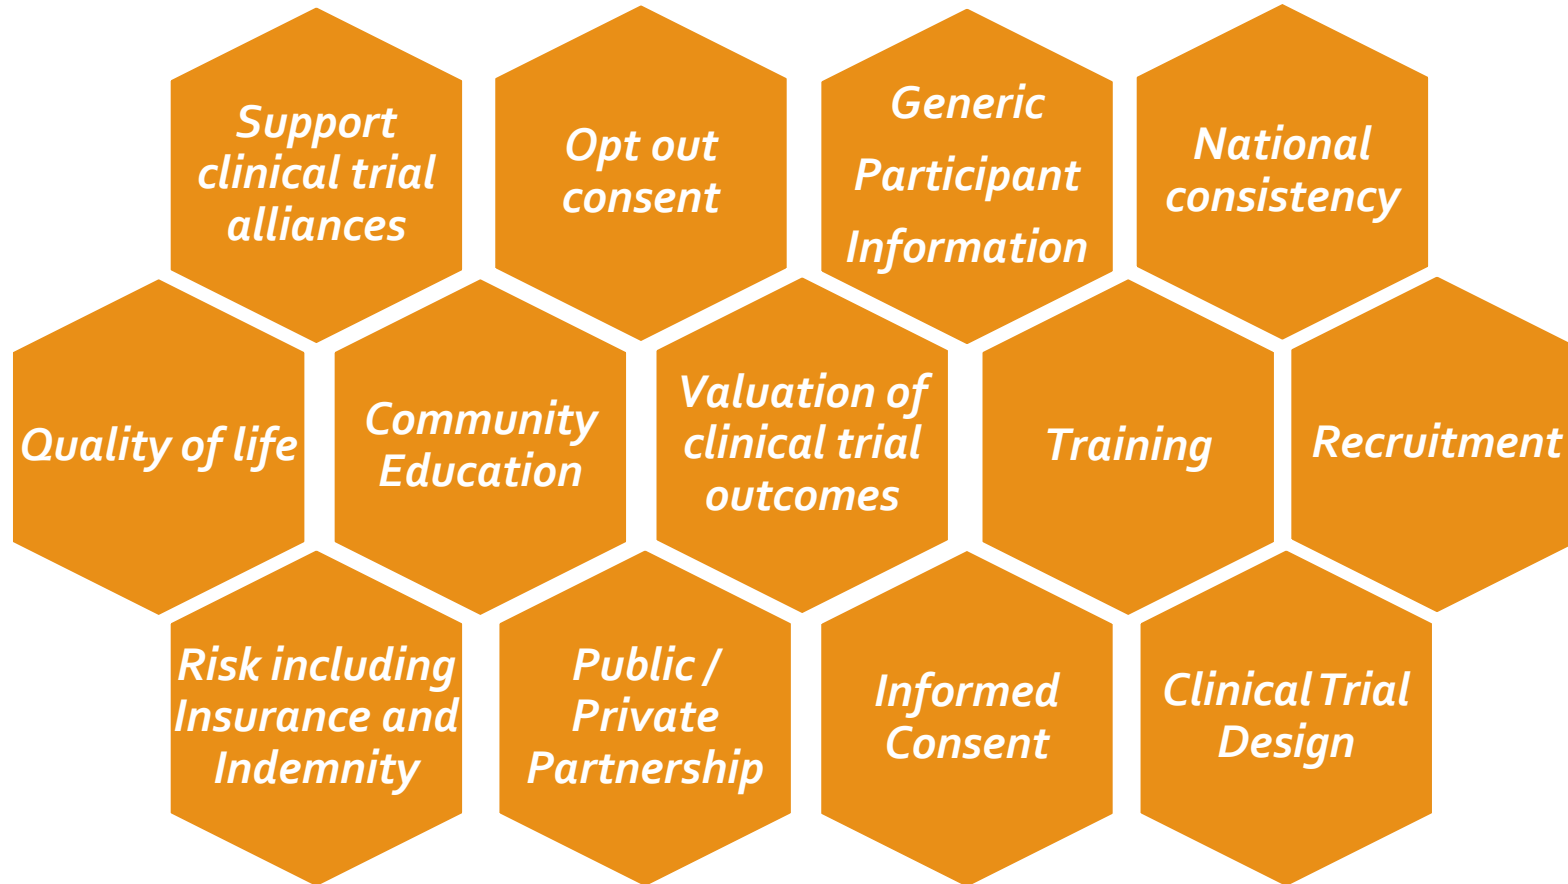 Support
clinical trial
alliances
Opt out
consent
Generic
Participant
Information
National
consistency
Quality of life
Community
Education
Valuation of
clinical trial
outcomes
Training
Recruitment
Risk including
Insurance and
Indemnity
Public /
Private
Partnership
Informed
Consent
Clinical Trial
Design